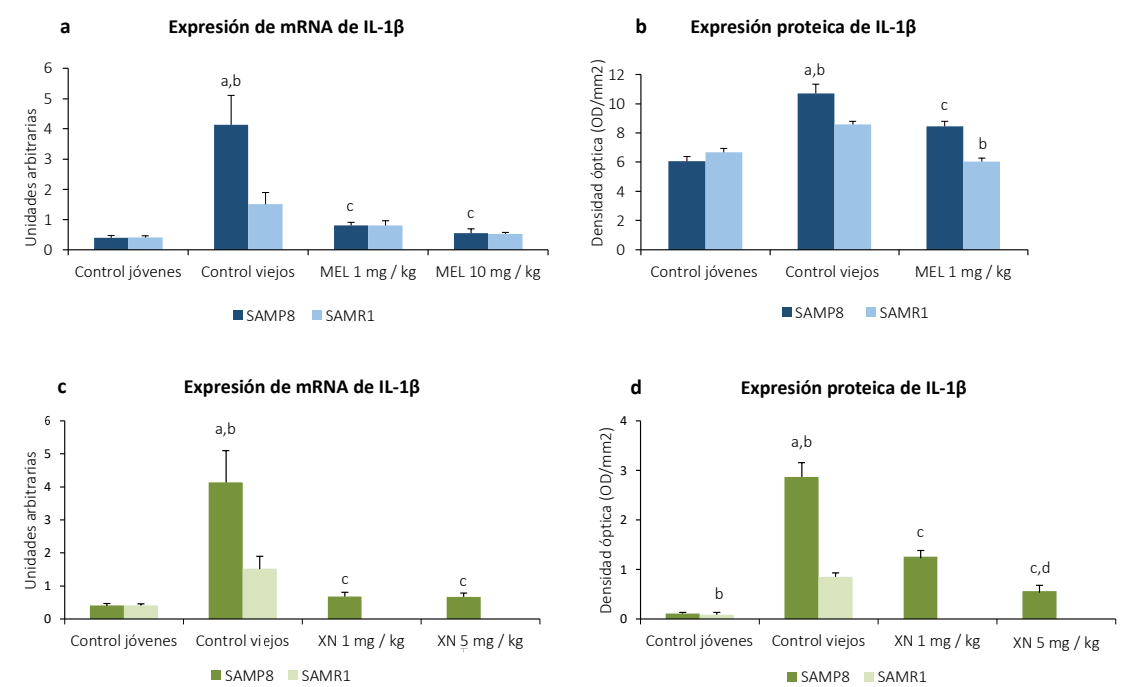 a Expresión de mRNA de IL-1β
Unidades arbitrarias
6
5
4
3
2
1
0
a,b
c
c
Control jóvenes Control viejos MEL 1 mg / kg MEL 10 mg / kg
SAMP8 SAMR1
b Expresión proteica de IL-1β
Densidad óptica (OD/mm2)
12
10
8
6
4
2
0
a,b
c
b
Control jóvenes Control viejos MEL 1 mg / kg
SAMP8 SAMR1
c Expresión de mRNA de IL-1β
Unidades arbitrarias
6
5
4
3
2
1
0
a,b
c
c
Control jóvenes Control viejos XN 1 mg / kg XN 5 mg / kg
SAMP8 SAMR1
d Expresión proteica de IL-1β
Densidad óptica (OD/mm2)
4
3
2
1
0
b
a,b
c
c,d
Control jóvenes Control viejos XN 1 mg / kg XN 5 mg / kg
SAMP8 SAMR1